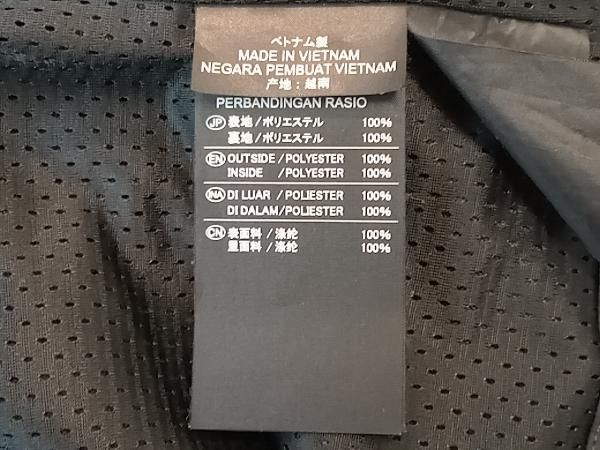 ベトナム製
MADE IN VIETNAM
NEGARA PEMBUAT VIETNAM
产地：越南
PERBANDINGAN RASIO
JP 表地/ポリエステル 100%
裏地/ポリエステル 100%
EN OUTSIDE /POLYESTER 100%
INSIDE /POLYESTER 100%
INA DI LUAR /POLIESTER 100%
DI DALAM/POLIESTER 100%
CN 表面料 /涤纶 100%
里面料 /涤纶 100%